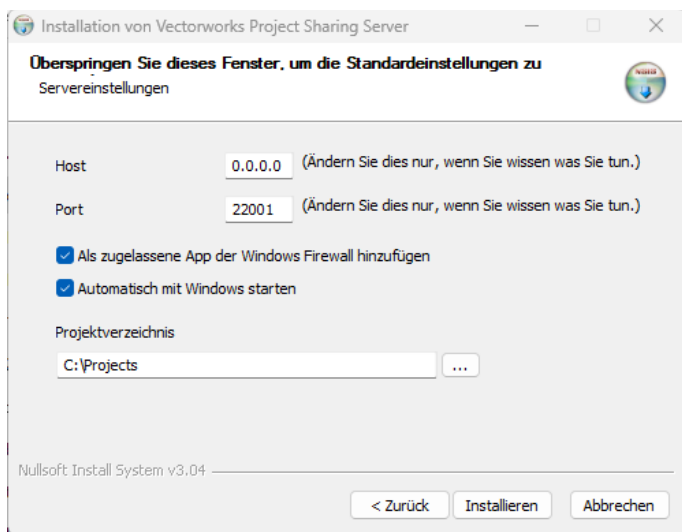 Installation von Vectorworks Project Sharing Server
Überspringen Sie dieses Fenster, um die Standardeinstellungen zu
Servereinstellungen
Host 0.0.0.0 (Ändern Sie dies nur, wenn Sie wissen was Sie tun.)
Port 22001 (Ändern Sie dies nur, wenn Sie wissen was Sie tun.)
Als zugelassene App der Windows Firewall hinzufügen
Automatisch mit Windows starten
Projektverzeichnis
C:\Projects ...
Nullsoft Install System v3.04
< Zurück Installieren Abbrechen